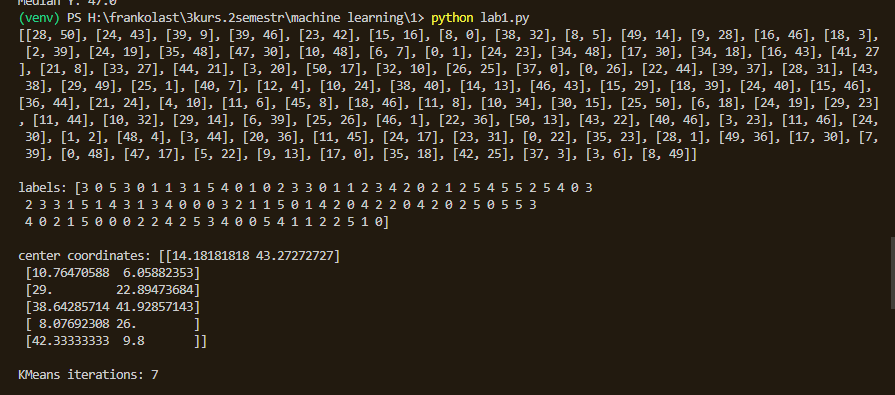 Median Y: 47.0
(venv) PS H:\frankolast\3kurs.2semestr\machine learning\1> python lab1.py
[[28, 50], [24, 43], [39, 9], [39, 46], [23, 42], [15, 16], [8, 0], [38, 32], [8, 5], [49, 14], [9, 28], [16, 46], [18, 3],
[2, 39], [24, 19], [35, 48], [47, 30], [10, 48], [6, 7], [0, 1], [24, 23], [34, 48], [17, 30], [34, 18], [16, 43], [41, 27
], [21, 8], [33, 27], [44, 21], [3, 20], [50, 17], [32, 10], [26, 25], [37, 0], [0, 26], [22, 44], [39, 37], [28, 31], [43,
38], [29, 49], [25, 1], [40, 7], [12, 4], [10, 24], [38, 40], [14, 13], [46, 43], [15, 29], [18, 39], [24, 40], [15, 46],
[36, 44], [21, 24], [4, 10], [11, 6], [45, 8], [18, 46], [11, 8], [10, 34], [30, 15], [25, 50], [6, 18], [24, 19], [29, 23]
, [11, 44], [10, 32], [29, 14], [6, 39], [25, 26], [46, 1], [22, 36], [50, 13], [43, 22], [40, 46], [3, 23], [11, 46], [24,
30], [1, 2], [48, 4], [3, 44], [20, 36], [11, 45], [24, 17], [23, 31], [0, 22], [35, 23], [28, 1], [49, 36], [17, 30], [7,
39], [0, 48], [47, 17], [5, 22], [9, 13], [17, 0], [35, 18], [42, 25], [37, 3], [3, 6], [8, 49]]
labels: [3 0 5 3 0 1 1 3 1 5 4 0 1 0 2 3 3 0 1 1 2 3 4 2 0 2 1 2 5 4 5 5 2 5 4 0 3
2 3 3 1 5 1 4 3 1 3 4 0 0 0 3 2 1 1 5 0 1 4 2 0 4 2 2 0 4 2 0 2 5 0 5 5 3
4 0 2 1 5 0 0 0 2 2 4 2 5 3 4 0 0 5 4 1 1 2 2 5 1 0]
center coordinates: [[14.18181818 43.27272727]
[10.76470588 6.05882353]
[29. 22.89473684]
[38.64285714 41.92857143]
[ 8.07692308 26. ]
[42.33333333 9.8 ]]
KMeans iterations: 7